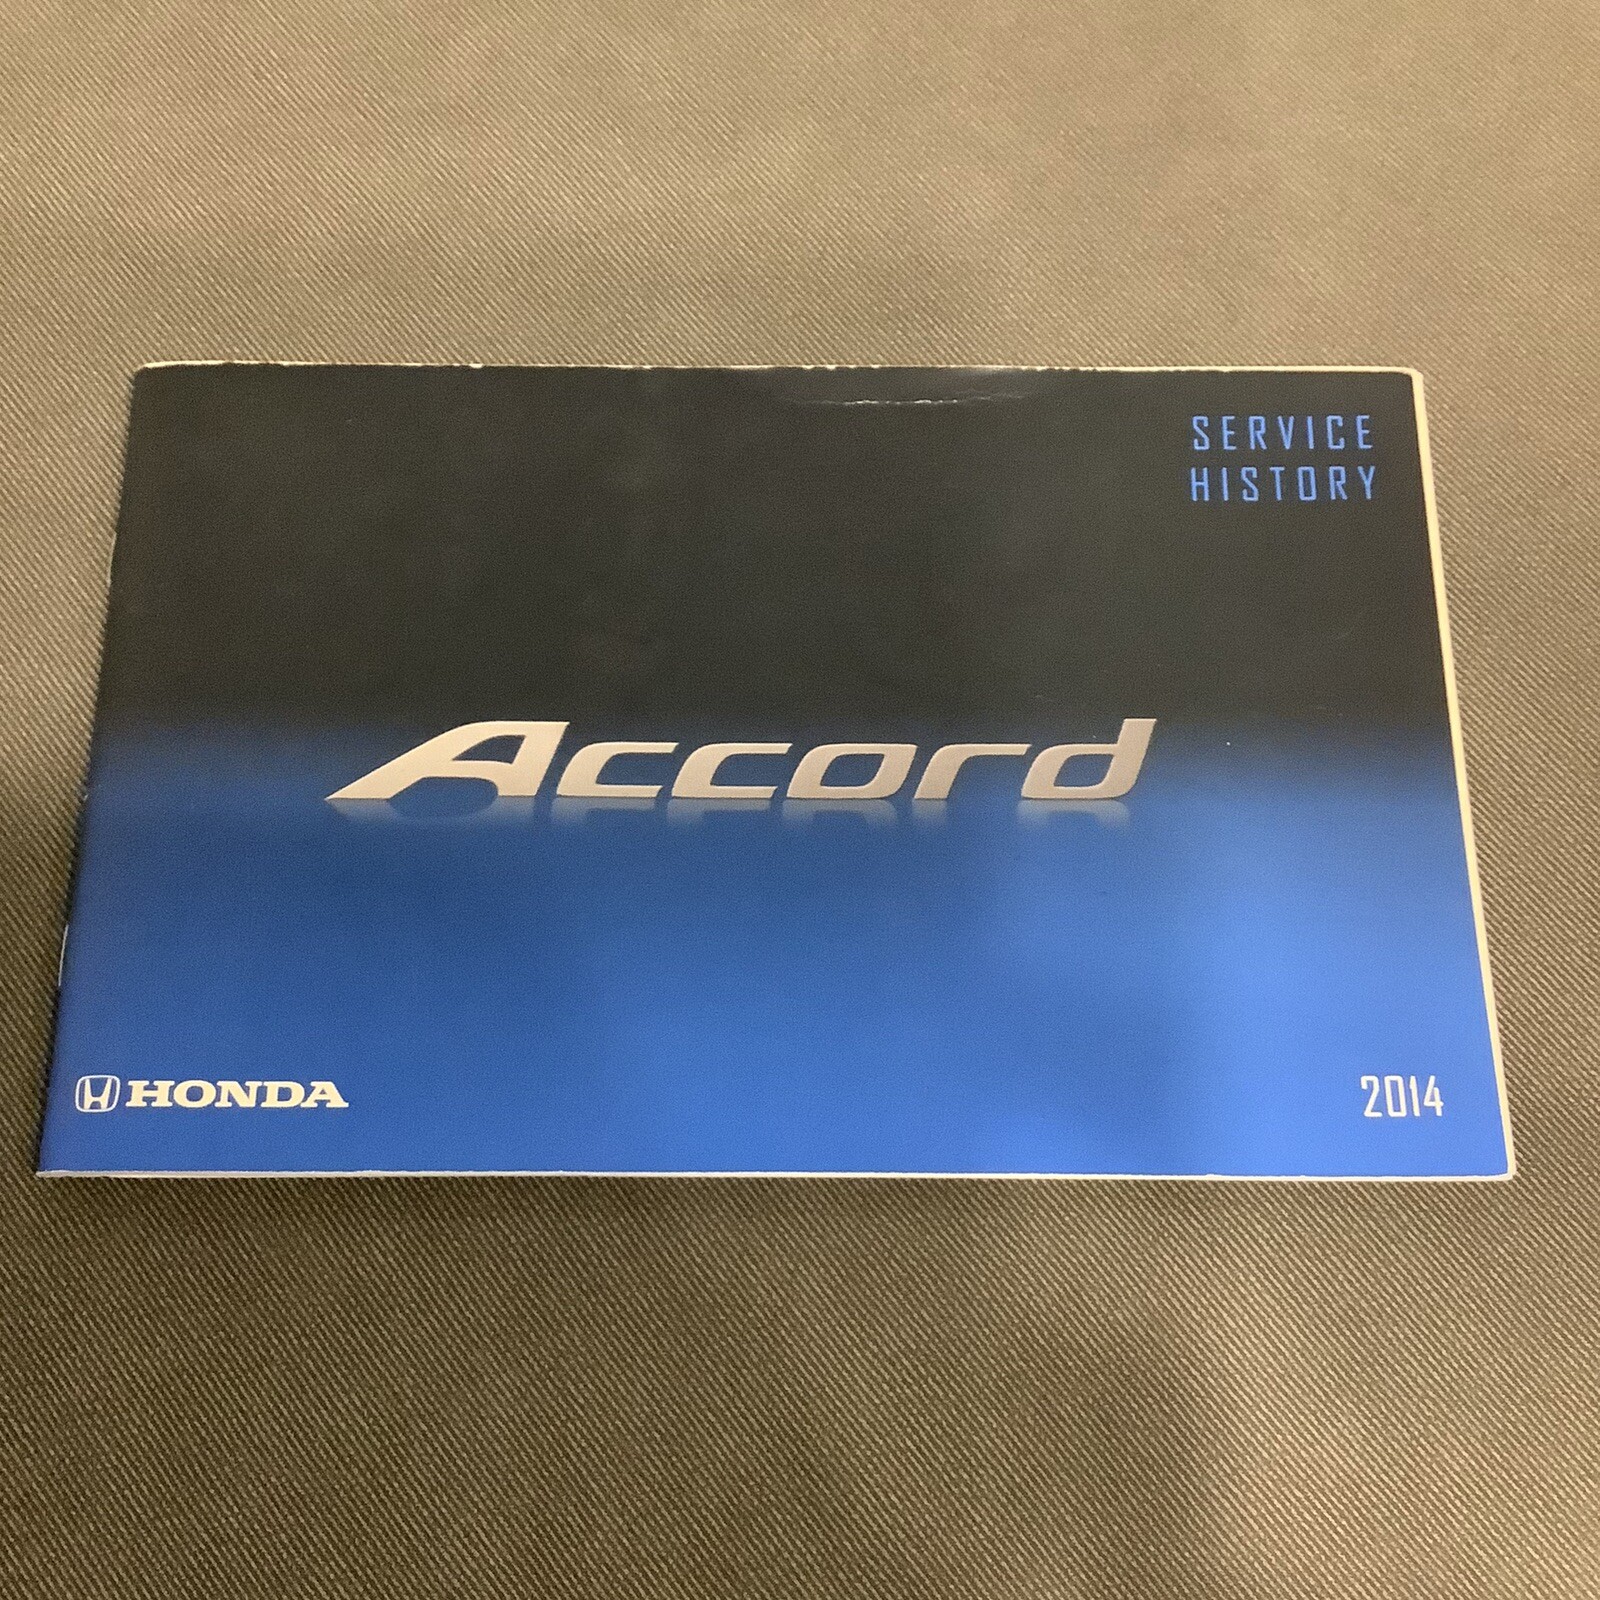 SERVICE
HISTORY
Accord
HONDA
2014